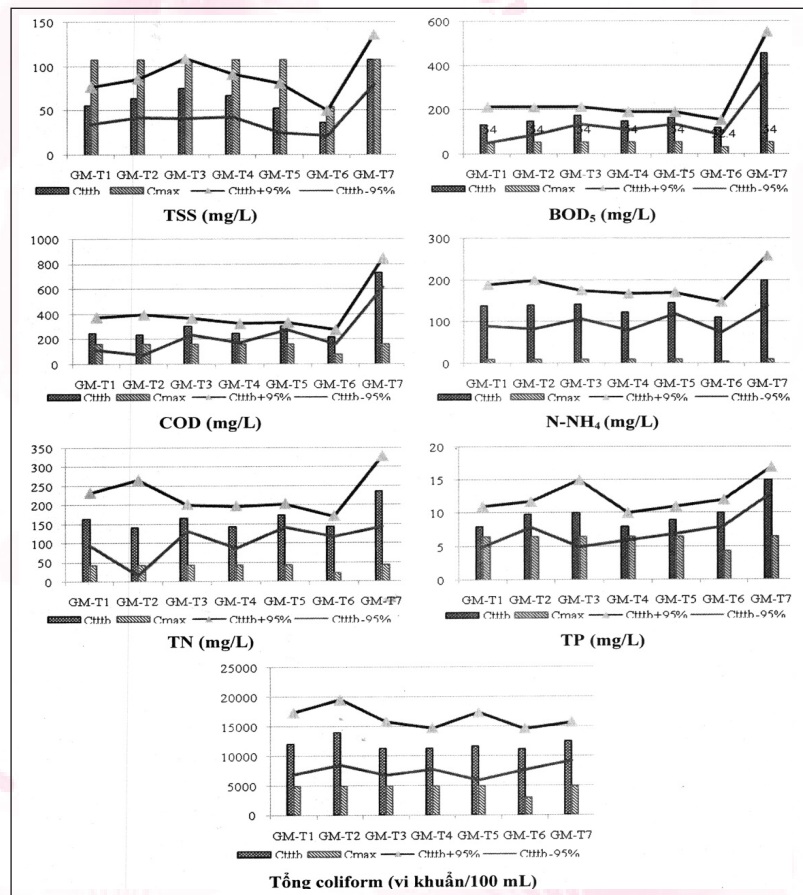 150
100
50
0
GM-T1 GM-T2 GM-T3 GM-T4 GM-T5 GM-T6 GM-T7
Ctttb Cmax Ctttb+95% Ctttb-95%
TSS (mg/L)
600
400
200
0
54 54 54 54 54 4 54
GM-T1 GM-T2 GM-T3 GM-T4 GM-T5 GM-T6 GM-T7
Ctttb Cmax Ctttb+95% Ctttb-95%
BOD₅ (mg/L)
1000
800
600
400
200
0
GM-T1 GM-T2 GM-T3 GM-T4 GM-T5 GM-T6 GM-T7
Ctttb Cmax Ctttb+95% Ctttb-95%
COD (mg/L)
300
200
100
0
GM-T1 GM-T2 GM-T3 GM-T4 GM-T5 GM-T6 GM-T7
Ctttb Cmax Ctttb+95% Ctttb-95%
N-NH₄ (mg/L)
350
300
250
200
150
100
50
0
GM-T1 GM-T2 GM-T3 GM-T4 GM-T5 GM-T6 GM-T7
Ctttb Cmax Ctttb+95% Ctttb-95%
TN (mg/L)
20
15
10
5
0
GM-T1 GM-T2 GM-T3 GM-T4 GM-T5 GM-T6 GM-T7
Ctttb Cmax Ctttb+95% Ctttb-95%
TP (mg/L)
25000
20000
15000
10000
5000
0
GM-T1 GM-T2 GM-T3 GM-T4 GM-T5 GM-T6 GM-T7
Ctttb Cmax Ctttb+95% Ctttb-95%
Tổng coliform (vi khuẩn/100 mL)